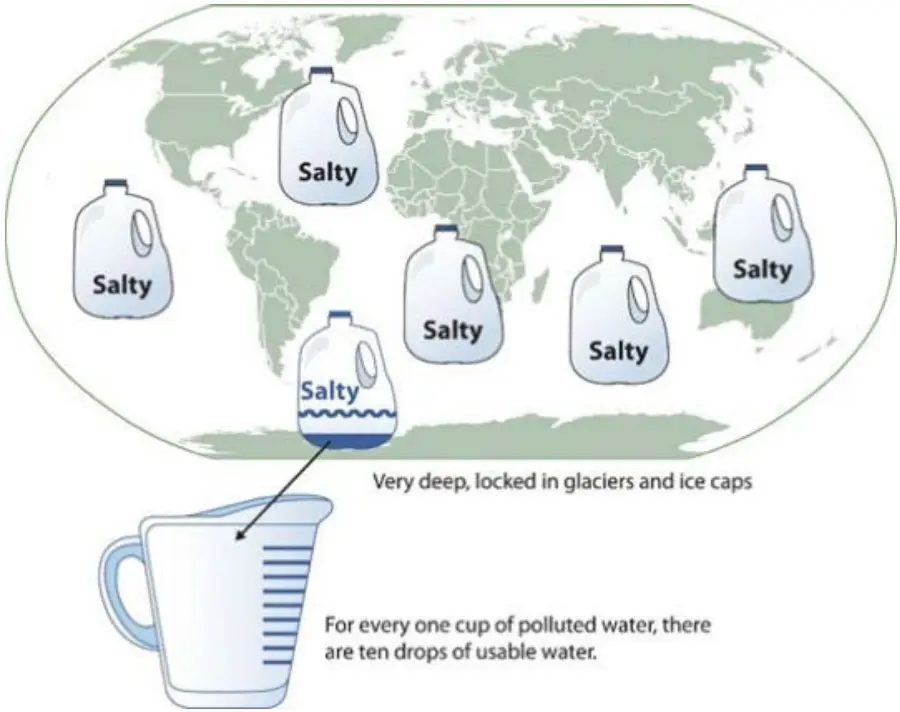 Salty
Salty
Salty
Salty
Salty
Salty
Salty
Very deep, locked in glaciers and ice caps
For every one cup of polluted water, there
are ten drops of usable water.